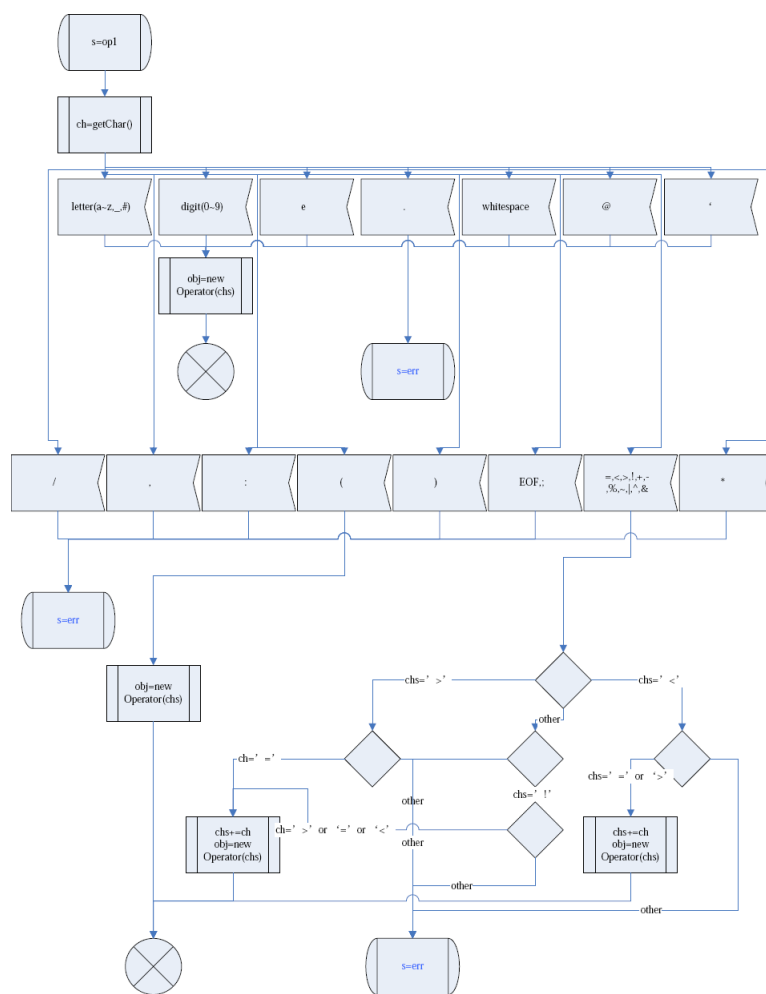 s=op1
ch=getChar()
letter(a~z,_,#)
digit(0~9)
e
.
whitespace
@
‘
obj=new
Operator(chs)
s=err
/
,
:
(
)
EOF,;
=,<,>,!,+,-
,%,~,|,^,&
*
s=err
obj=new
Operator(chs)
chs=’ >’
chs=’ <’
other
ch=’ =’
chs=’ =’ or ‘>’
chs=’ !’
other
chs+=ch
obj=new
Operator(chs)
ch=’ >’ or ‘=’ or ‘<’
other
chs+=ch
obj=new
Operator(chs)
other
other
s=err